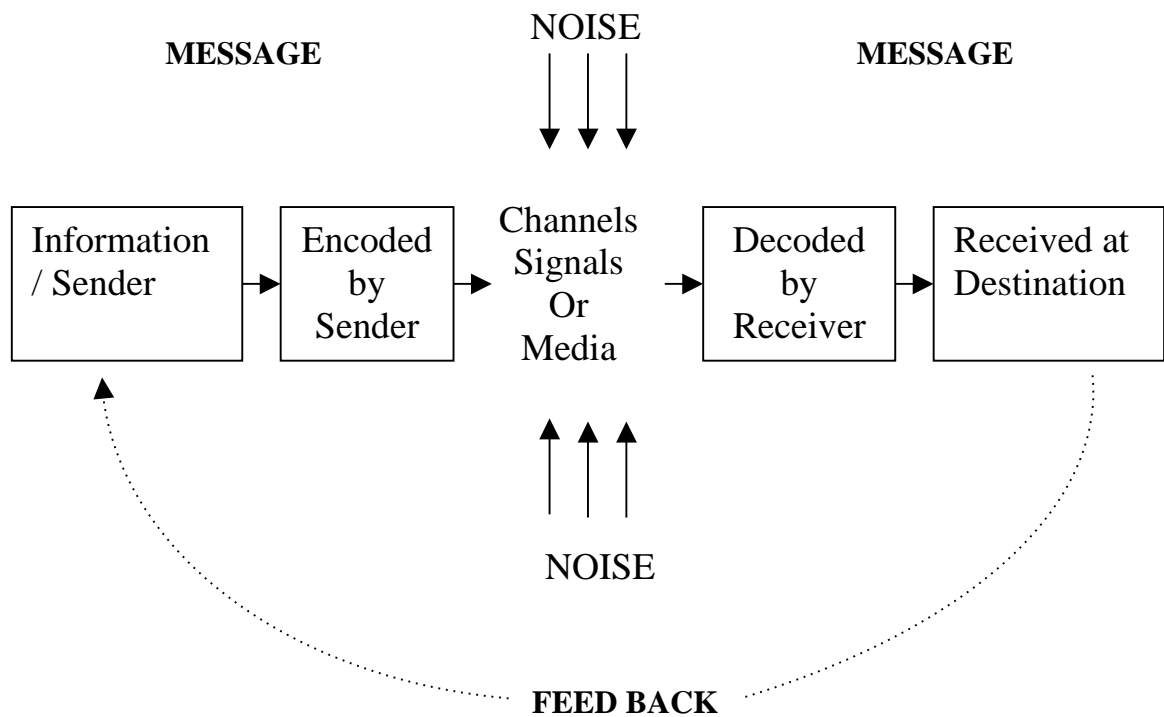 NOISE
MESSAGE
MESSAGE
Information
/ Sender
Encoded
by
Sender
Channels
Signals
Or
Media
Decoded
by
Receiver
Received at
Destination
NOISE
FEED BACK